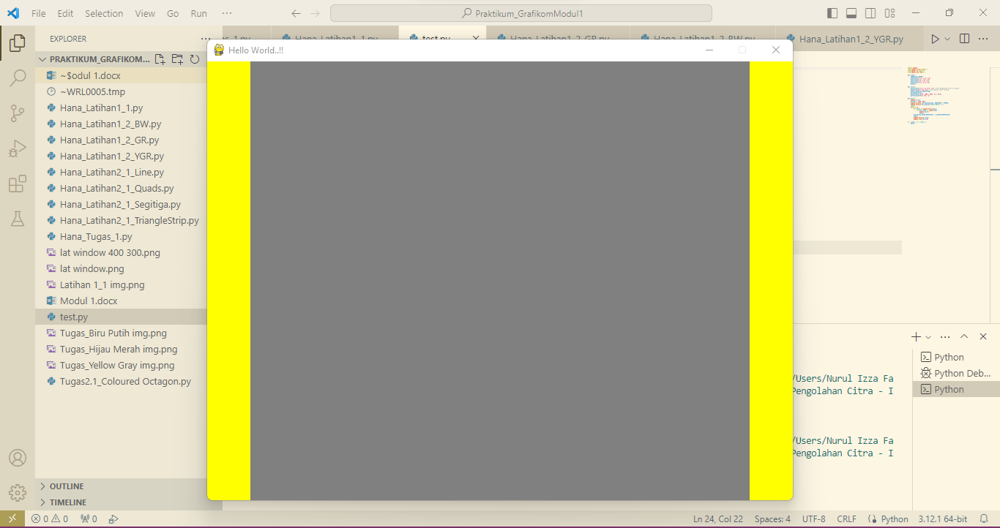 File Edit Selection View Go Run ···
Praktikum_GrafikomModul1
EXPLORER
s_1.py
Hana_Latihan1_1.py
test.py
Hana_Latihan1_2_GR.py
Hana_Latihan1_2_BW.py
Hana_Latihan1_2_YGR.py
Hello World..!!
PRAKTIKUM_GRAFIKOM...
~$odul 1.docx
~WRL0005.tmp
Hana_Latihan1_1.py
Hana_Latihan1_2_BW.py
Hana_Latihan1_2_GR.py
Hana_Latihan1_2_YGR.py
Hana_Latihan2_1_Line.py
Hana_Latihan2_1_Quads.py
Hana_Latihan2_1_Segitiga.py
Hana_Latihan2_1_TriangleStrip.py
Hana_Tugas_1.py
lat window 400 300.png
lat window.png
Latihan 1_1 img.png
Modul 1.docx
test.py
Tugas_Biru Putih img.png
Tugas_Hijau Merah img.png
Tugas_Yellow Gray img.png
Tugas2.1_Coloured Octagon.py
OUTLINE
TIMELINE
/Users/Nurul Izza Fa
Pengolahan Citra - I
/Users/Nurul Izza Fa
Pengolahan Citra - I
Python
Python Deb...
Python
0 0 0
Ln 24, Col 22 Spaces: 4 UTF-8 CRLF Python 3.12.1 64-bit